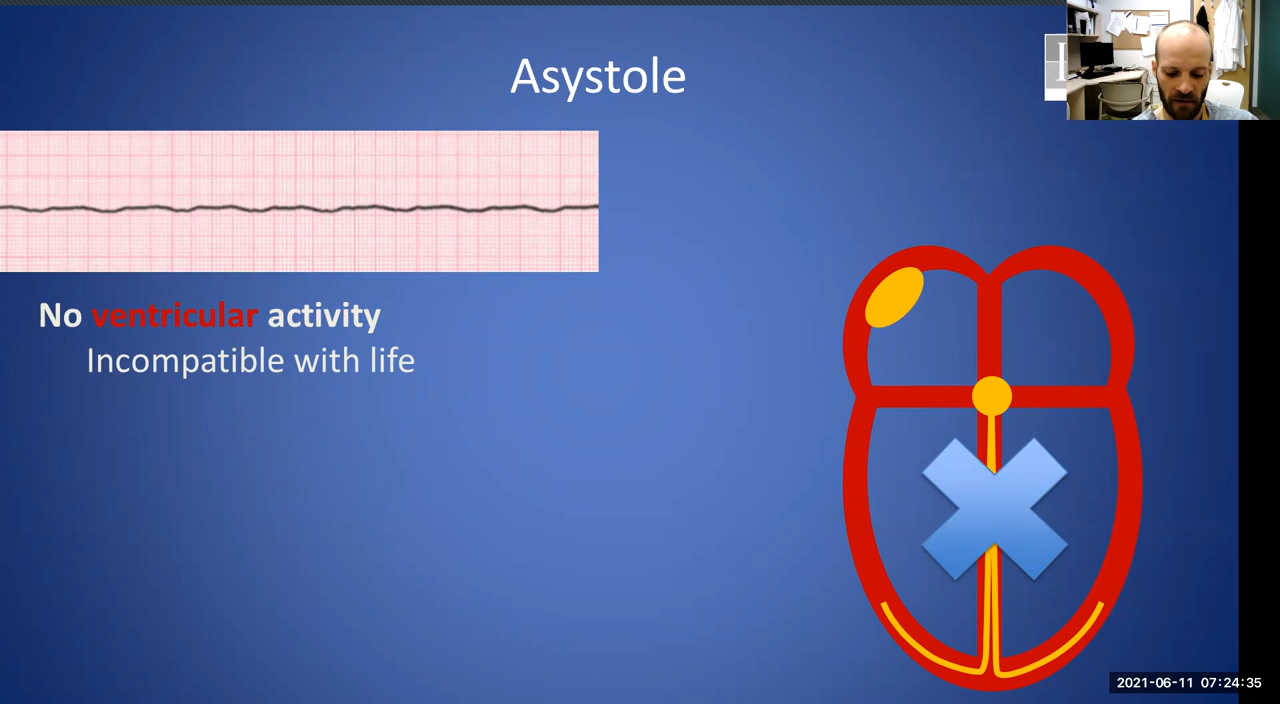 Asystole
No ventricular activity
Incompatible with life
2021-06-11 07:24:35